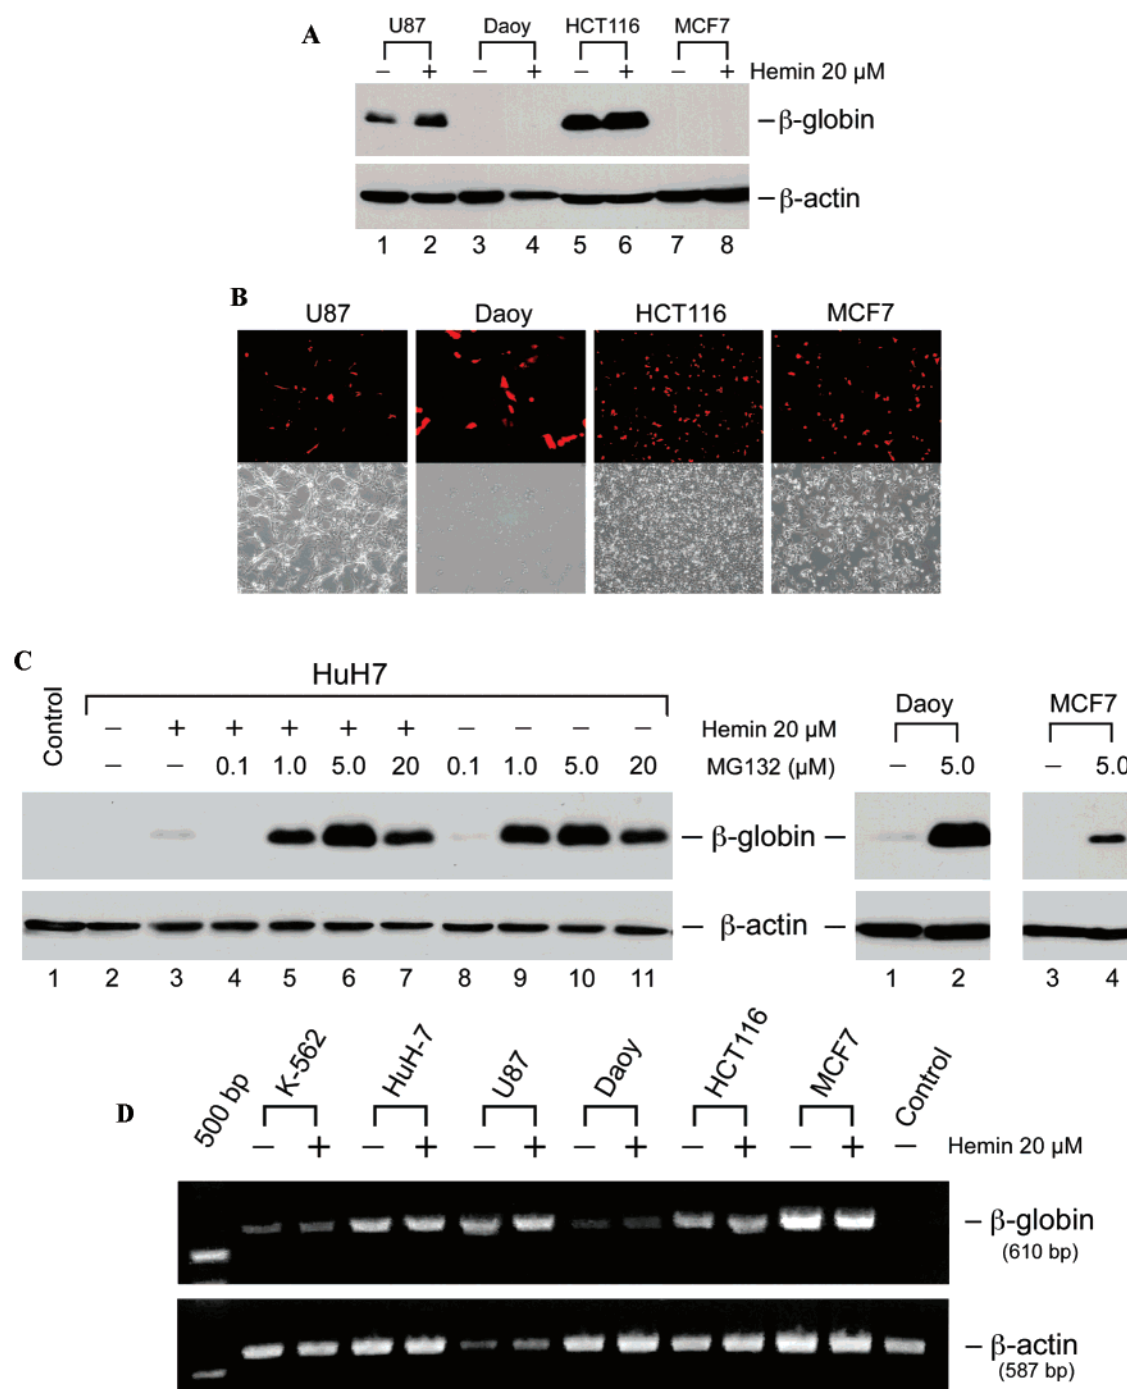 A
U87 Daoy HCT116 MCF7
− + − + − + − + Hemin 20 µM
β-globin
β-actin
1 2 3 4 5 6 7 8
B
U87 Daoy HCT116 MCF7
C
HuH7
Control
Daoy MCF7
− + + + + + − − − − Hemin 20 µM
− − 0.1 1.0 5.0 20 0.1 1.0 5.0 20 MG132 (µM) − 5.0 − 5.0
β-globin
β-actin
1 2 3 4 5 6 7 8 9 10 11 1 2 3 4
D
500 bp K-562 HuH-7 U87 Daoy HCT116 MCF7 Control
− + − + − + − + − + − + − Hemin 20 µM
β-globin
(610 bp)
β-actin
(587 bp)